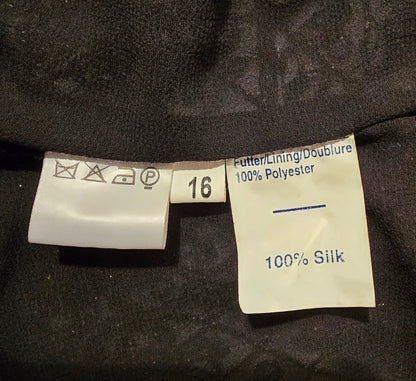 P
16
Futter/Lining/Doublure
100% Polyester
100% Silk